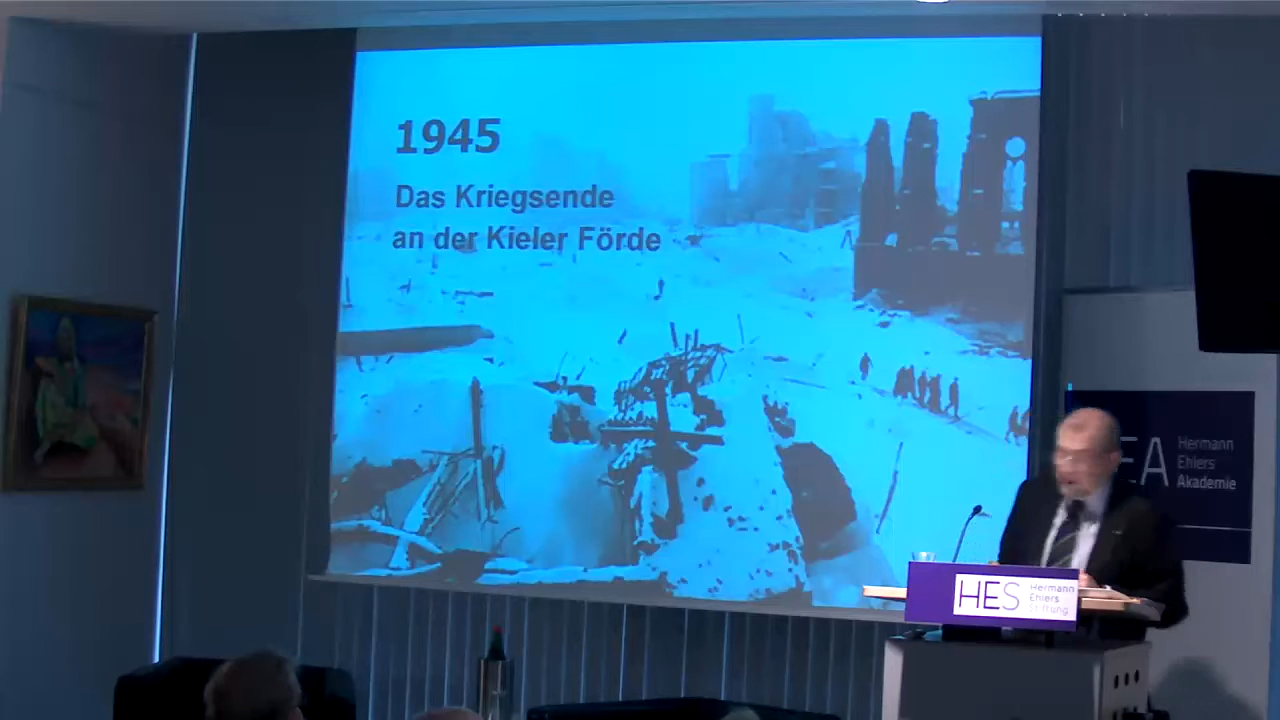 1945
Das Kriegsende
an der Kieler Förde
EA
Hermann
Ehlers
Akademie
HES
Hermann
Ehlers
Stiftung